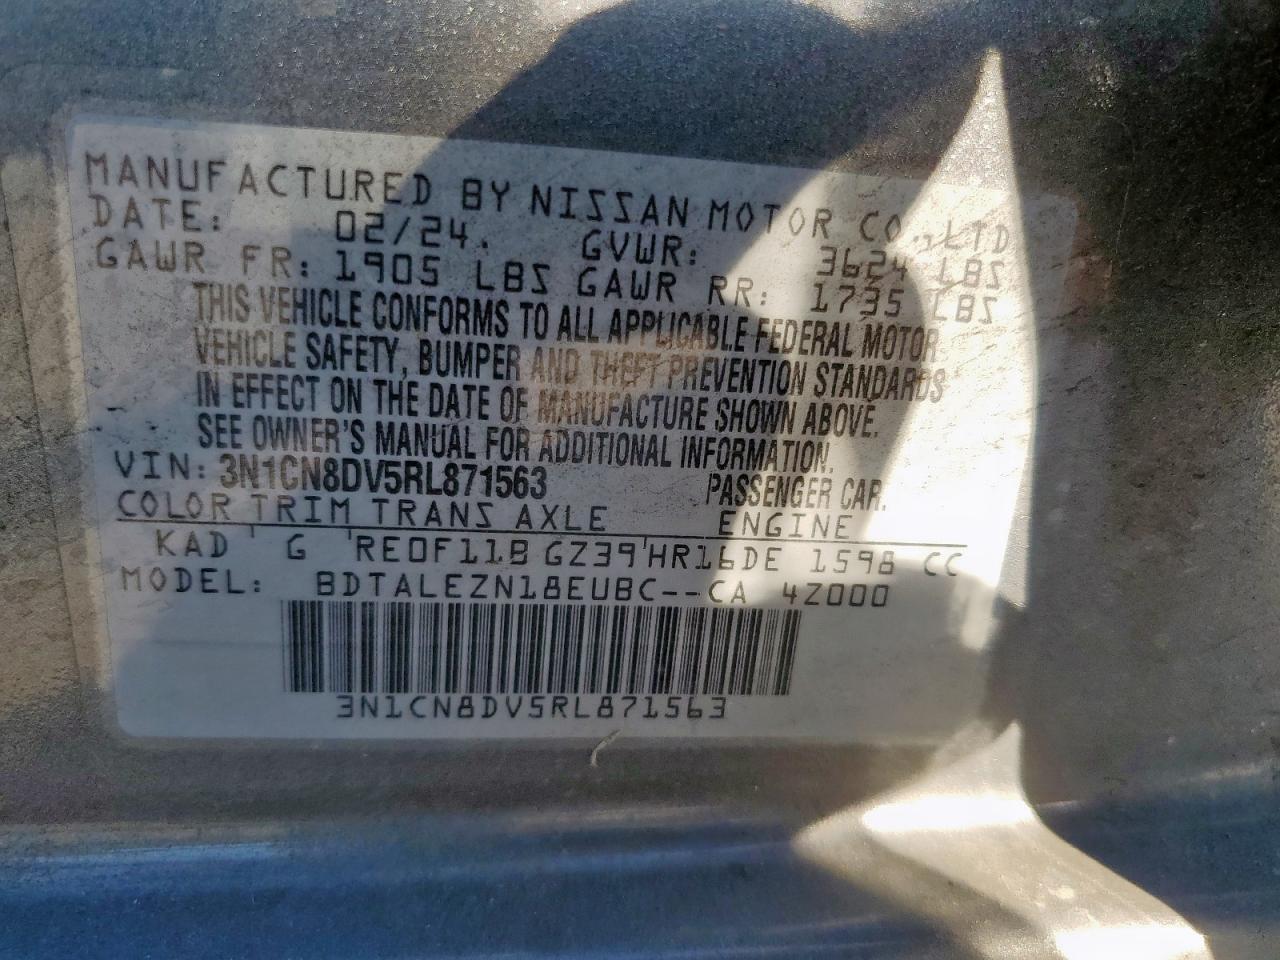 MANUFACTURED BY NISSAN MOTOR CO., LTD
DATE: 02/24. GVWR: 3624 LBS
GAWR FR: 1905 LBS GAWR RR: 1735 LBS
THIS VEHICLE CONFORMS TO ALL APPLICABLE FEDERAL MOTOR
VEHICLE SAFETY, BUMPER AND THEFT PREVENTION STANDARDS
IN EFFECT ON THE DATE OF MANUFACTURE SHOWN ABOVE.
SEE OWNER'S MANUAL FOR ADDITIONAL INFORMATION.
VIN: 3N1CN8DV5RL871563 PASSENGER CAR.
COLOR TRIM TRANS AXLE ENGINE
KAD G RE0F11B GZ39 HR16DE 1598 CC
MODEL: BDTALEZN18EUBC--CA 4Z000
3N1CN8DV5RL871563